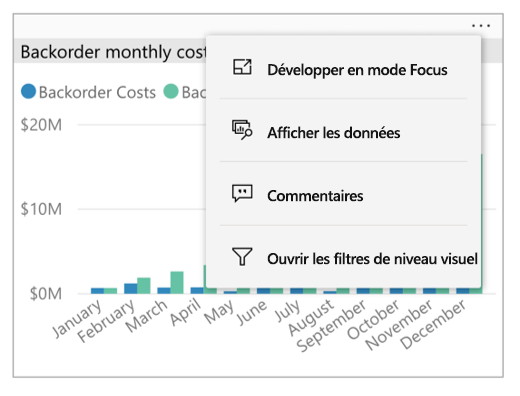 Backorder monthly cost
Backorder Costs Bac
$20M
$10M
$0M
January February March April May June July August September October November December
Développer en mode Focus
Afficher les données
Commentaires
Ouvrir les filtres de niveau visuel